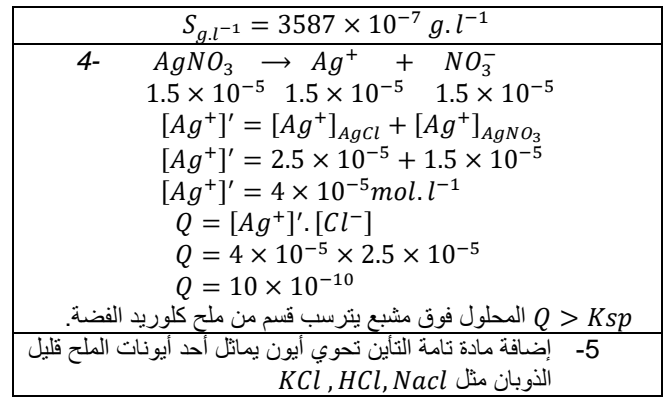 S_{g.l^{-1}} = 3587 × 10^{-7} g.l^{-1}
4- AgNO_3 → Ag^+ + NO_3^-
1.5 × 10^{-5} 1.5 × 10^{-5} 1.5 × 10^{-5}
[Ag^+]′ = [Ag^+]_{AgCl} + [Ag^+]_{AgNO_3}
[Ag^+]′ = 2.5 × 10^{-5} + 1.5 × 10^{-5}
[Ag^+]′ = 4 × 10^{-5} mol.l^{-1}
Q = [Ag^+]′.[Cl^-]
Q = 4 × 10^{-5} × 2.5 × 10^{-5}
Q = 10 × 10^{-10}
Q > Ksp المحلول فوق مشبع يترسب قسم من ملح كلوريد الفضة.
5- إضافة مادة تامة التأين تحوي أيون يماثل أحد أيونات الملح قليل
الذوبان مثل KCl , HCl, Nacl